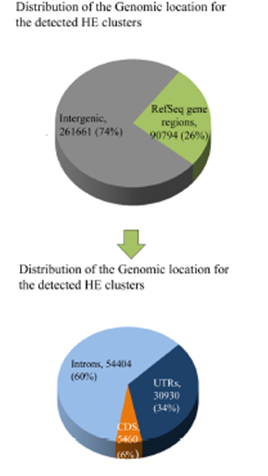 Distribution of the Genomic location for
the detected HE clusters
RefSeq gene
regions,
90794 (26%)
Intergenic,
261661 (74%)
Distribution of the Genomic location for
the detected HE clusters
Introns, 54404
(60%)
UTRs,
30930
(34%)
CDS,
5460
(6%)